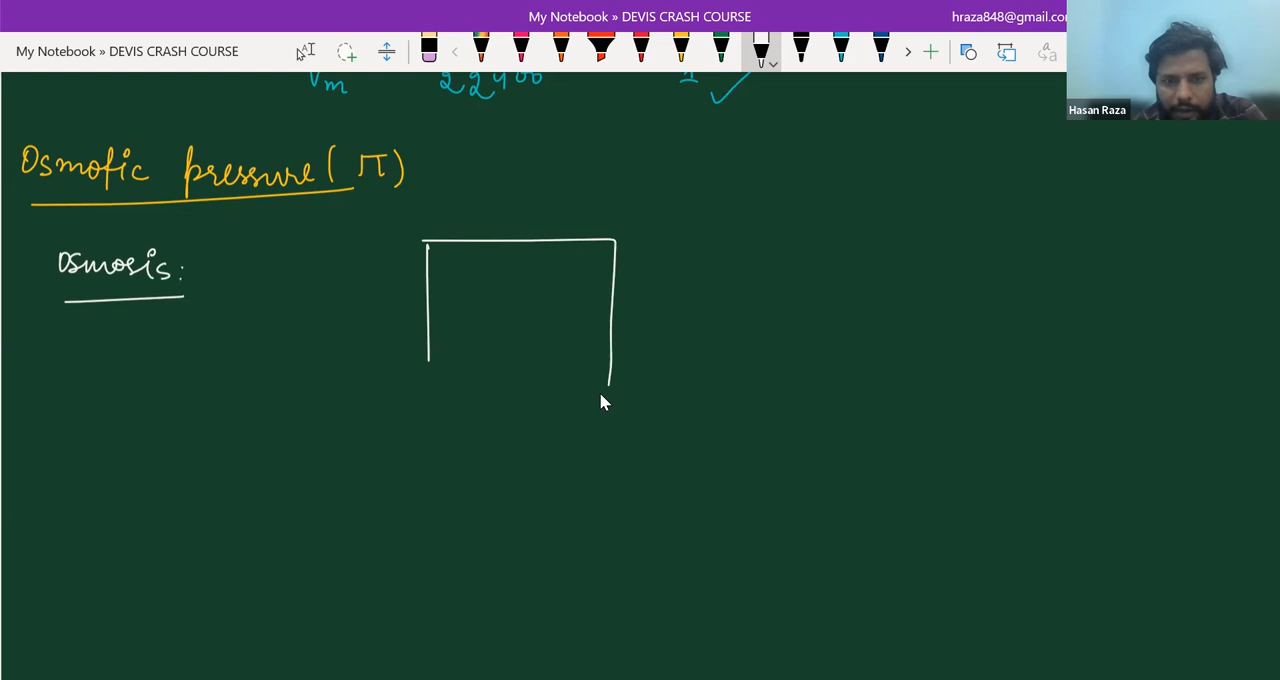 My Notebook » DEVIS CRASH COURSE
hraza848@gmail.co
My Notebook » DEVIS CRASH COURSE
Hasan Raza
Vm 22400 1
Osmotic pressure ( π )
Osmosis: